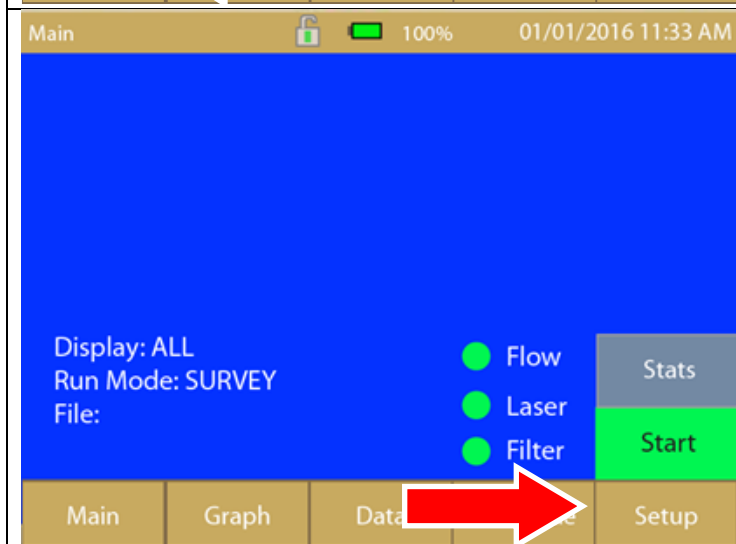 Main 100% 01/01/2016 11:33 AM
Display: ALL
Run Mode: SURVEY
File:
Flow
Laser
Filter
Stats
Start
Main Graph Data Setup